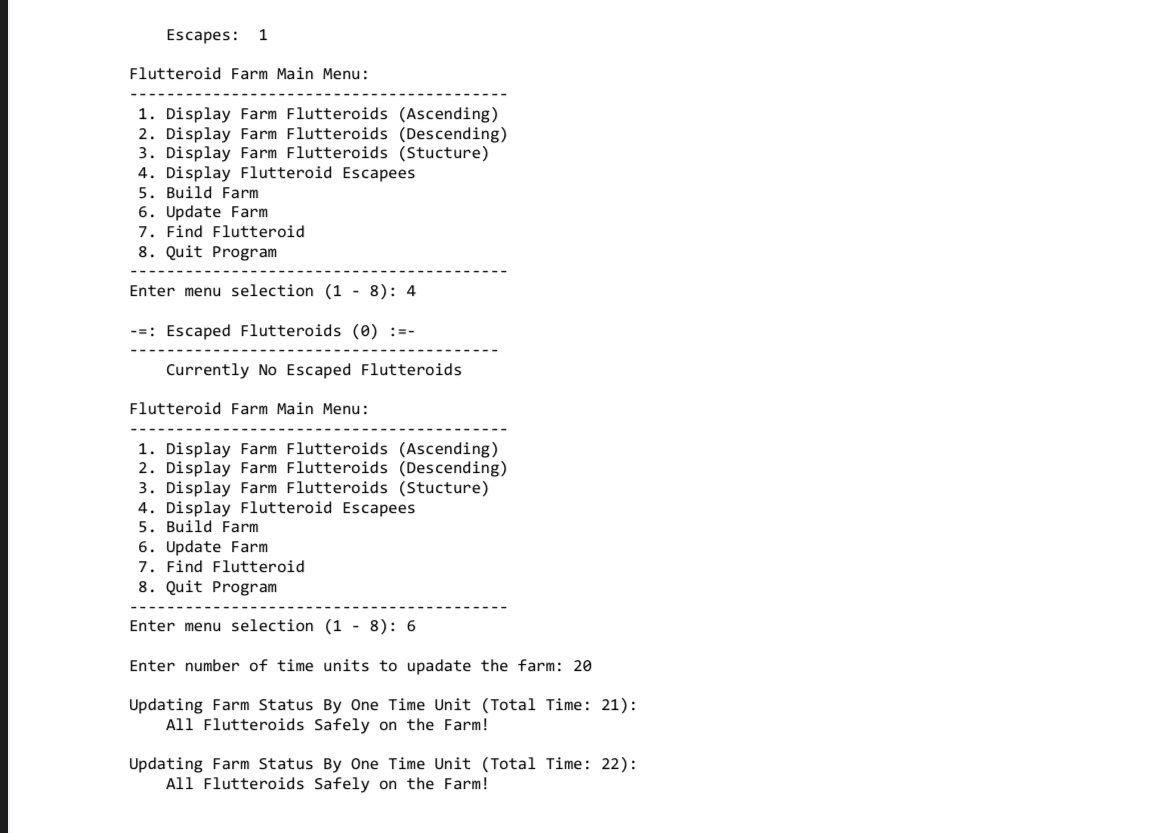 Escapes:  1
Flutteroid Farm Main Menu:
-----------------------------------------
1. Display Farm Flutteroids (Ascending)
2. Display Farm Flutteroids (Descending)
3. Display Farm Flutteroids (Stucture)
4. Display Flutteroid Escapees
5. Build Farm
6. Update Farm
7. Find Flutteroid
8. Quit Program
-----------------------------------------
Enter menu selection (1 - 8): 4
-=: Escaped Flutteroids (0) :=-
----------------------------------------
Currently No Escaped Flutteroids
Flutteroid Farm Main Menu:
-----------------------------------------
1. Display Farm Flutteroids (Ascending)
2. Display Farm Flutteroids (Descending)
3. Display Farm Flutteroids (Stucture)
4. Display Flutteroid Escapees
5. Build Farm
6. Update Farm
7. Find Flutteroid
8. Quit Program
-----------------------------------------
Enter menu selection (1 - 8): 6
Enter number of time units to upadate the farm: 20
Updating Farm Status By One Time Unit (Total Time: 21):
All Flutteroids Safely on the Farm!
Updating Farm Status By One Time Unit (Total Time: 22):
All Flutteroids Safely on the Farm!